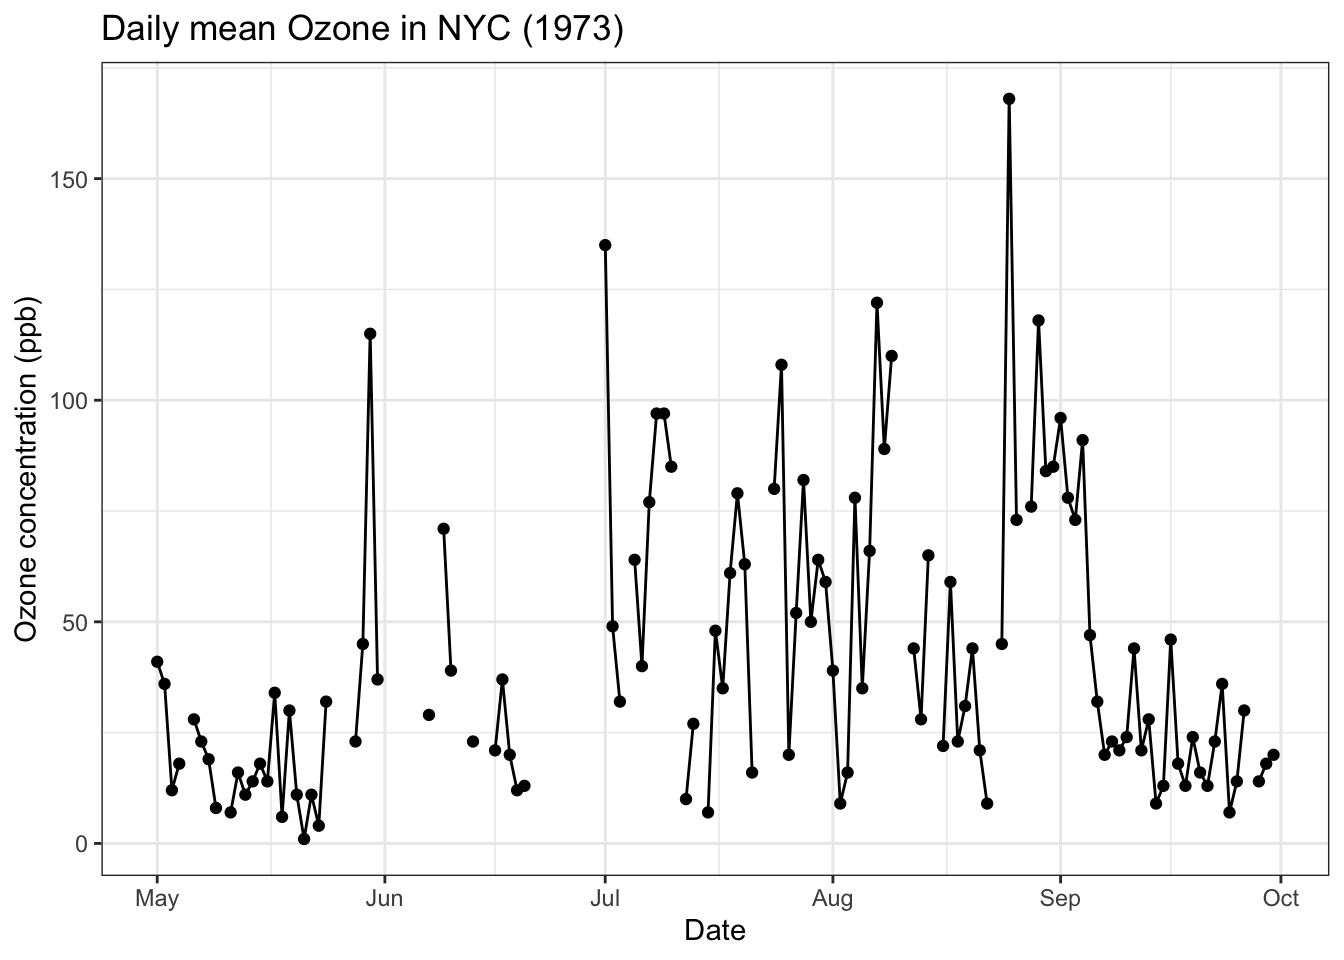 Daily mean Ozone in NYC (1973)
Ozone concentration (ppb)
150
100
50
0
May Jun Jul Aug Sep Oct
Date